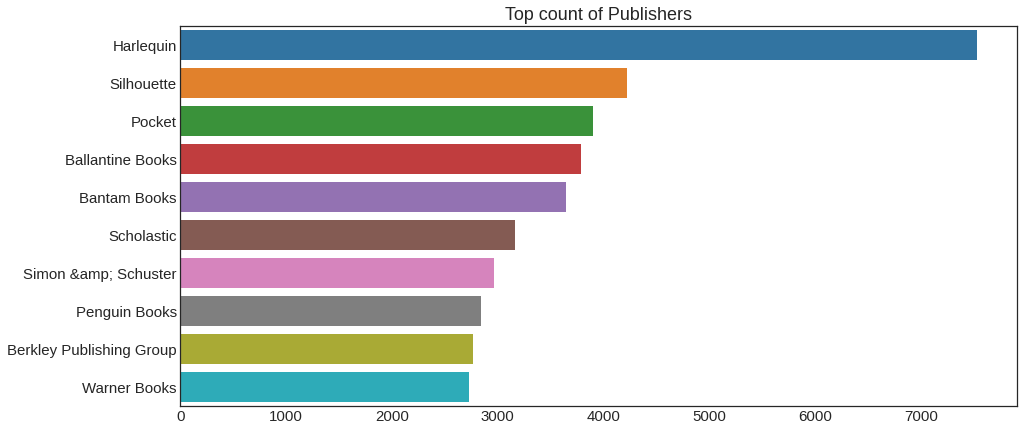 Top count of Publishers
Harlequin
Silhouette
Pocket
Ballantine Books
Bantam Books
Scholastic
Simon &amp; Schuster
Penguin Books
Berkley Publishing Group
Warner Books
0 1000 2000 3000 4000 5000 6000 7000